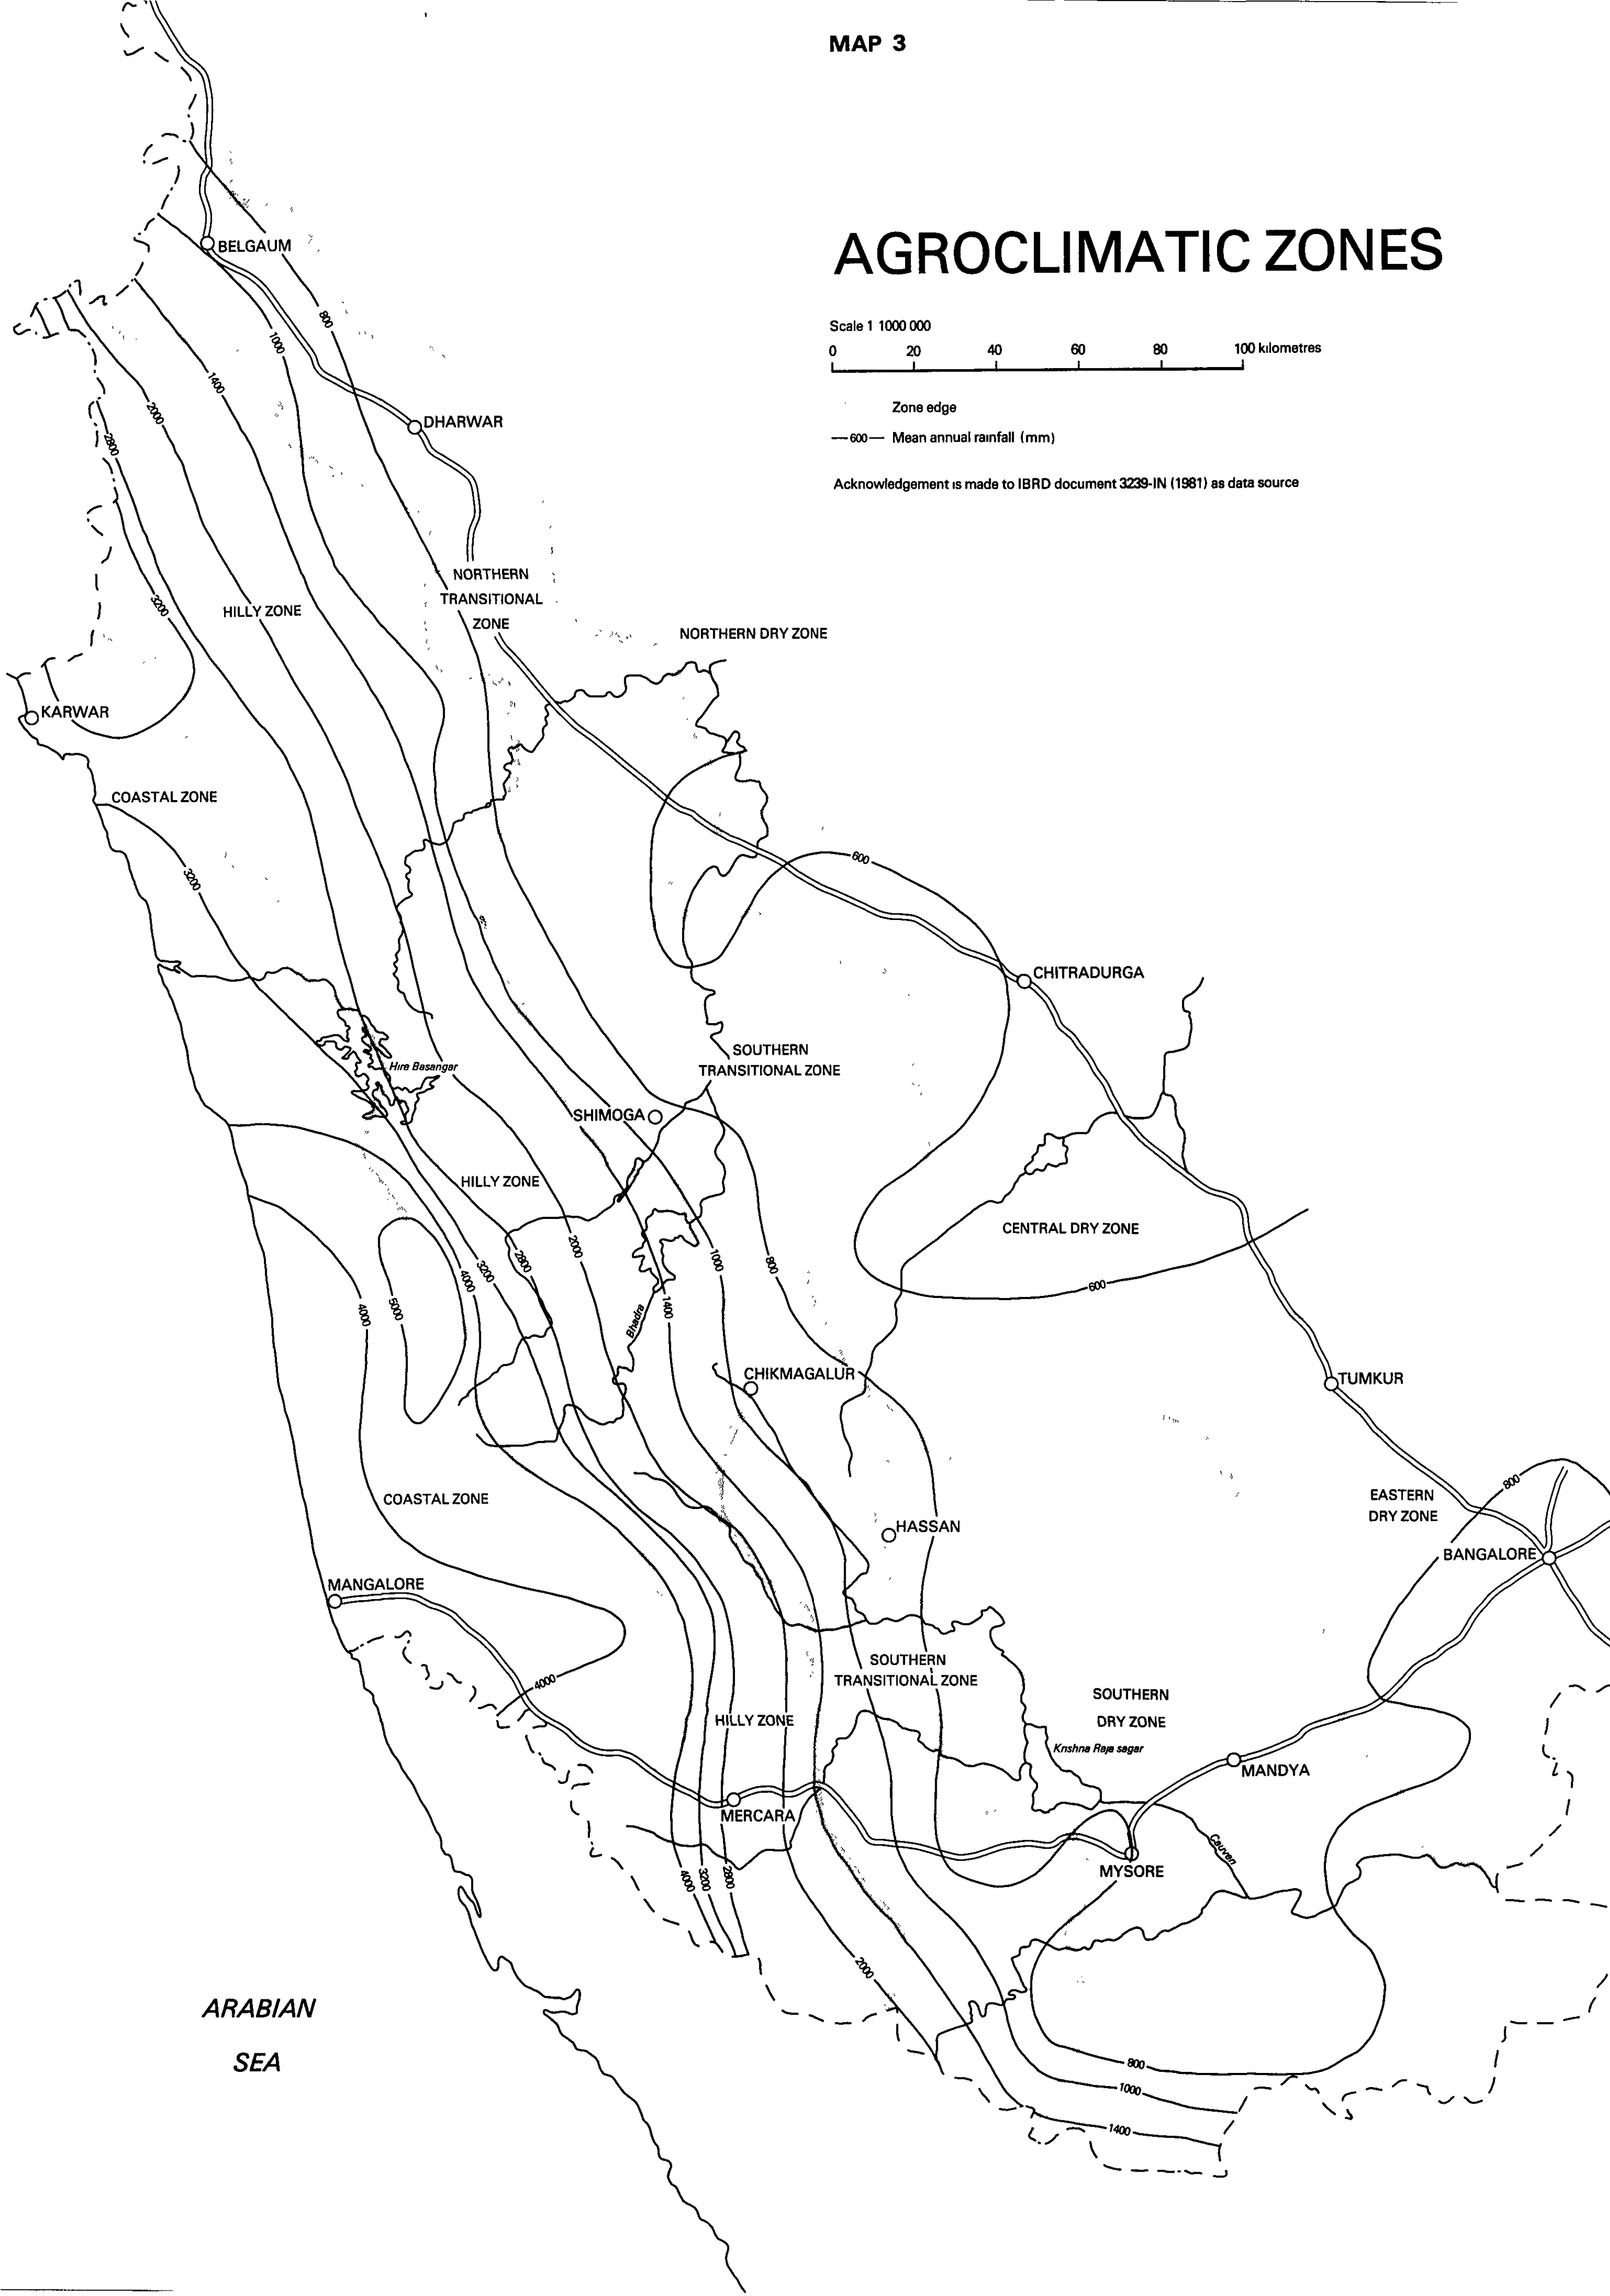 MAP 3
AGROCLIMATIC ZONES
Scale 1 1000 000
0 20 40 60 80 100 kilometres
Zone edge
—600— Mean annual rainfall (mm)
Acknowledgement is made to IBRD document 3239-IN (1981) as data source
BELGAUM
800
1000
1400
2000
DHARWAR
2800
NORTHERN
TRANSITIONAL
ZONE
3200
HILLY ZONE
NORTHERN DRY ZONE
KARWAR
COASTAL ZONE
3200
600
CHITRADURGA
SOUTHERN
TRANSITIONAL ZONE
Hire Basangar
SHIMOGA
HILLY ZONE
CENTRAL DRY ZONE
2800
2000
1000
800
3200
4000
600
4000
5000
1400
Bhadra
CHIKMAGALUR
TUMKUR
800
COASTAL ZONE
EASTERN
DRY ZONE
HASSAN
BANGALORE
MANGALORE
SOUTHERN
TRANSITIONAL ZONE
4000
SOUTHERN
DRY ZONE
HILLY ZONE
Krishna Raja sagar
MANDYA
MERCARA
Cauvery
MYSORE
4000
3200
2800
2000
ARABIAN
SEA
800
1000
1400